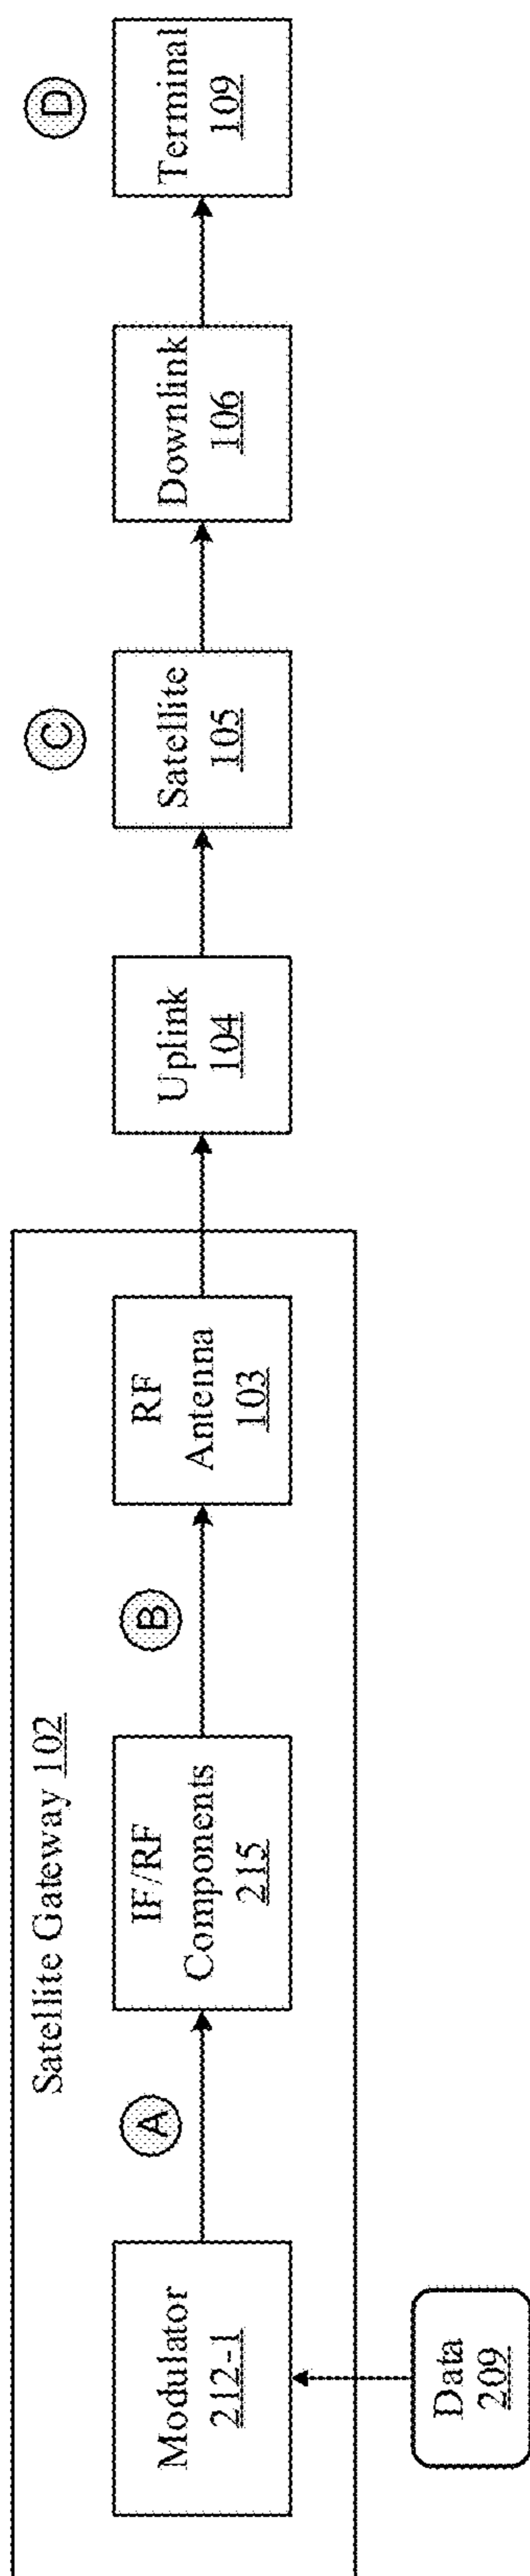 Satellite Gateway 102
Modulator
212-1
A
IF/RF
Components
215
B
RF
Antenna
103
Uplink
104
C
Satellite
105
Downlink
106
D
Terminal
109
Data
209